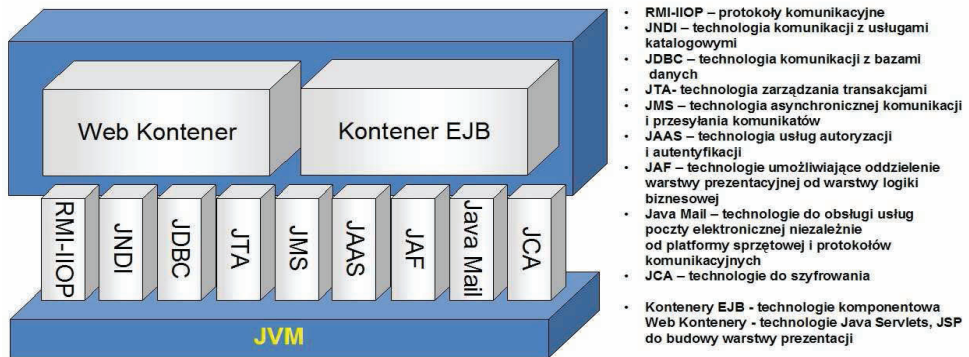 Web Kontener
Kontener EJB
RMI-IIOP
JNDI
JDBC
JTA
JMS
JAAS
JAF
Java Mail
JCA
JVM
• RMI-IIOP – protokoły komunikacyjne
• JNDI – technologia komunikacji z usługami
katalogowymi
• JDBC – technologia komunikacji z bazami
danych
• JTA- technologia zarządzania transakcjami
• JMS – technologia asynchronicznej komunikacji
i przesyłania komunikatów
• JAAS – technologia usług autoryzacji
i autentyfikacji
• JAF – technologie umożliwiające oddzielenie
warstwy prezentacyjnej od warstwy logiki
biznesowej
• Java Mail – technologie do obsługi usług
poczty elektronicznej niezależnie
od platformy sprzętowej i protokołów
komunikacyjnych
• JCA – technologie do szyfrowania
• Kontenery EJB - technologie komponentowa
Web Kontenery - technologie Java Servlets, JSP
do budowy warstwy prezentacji